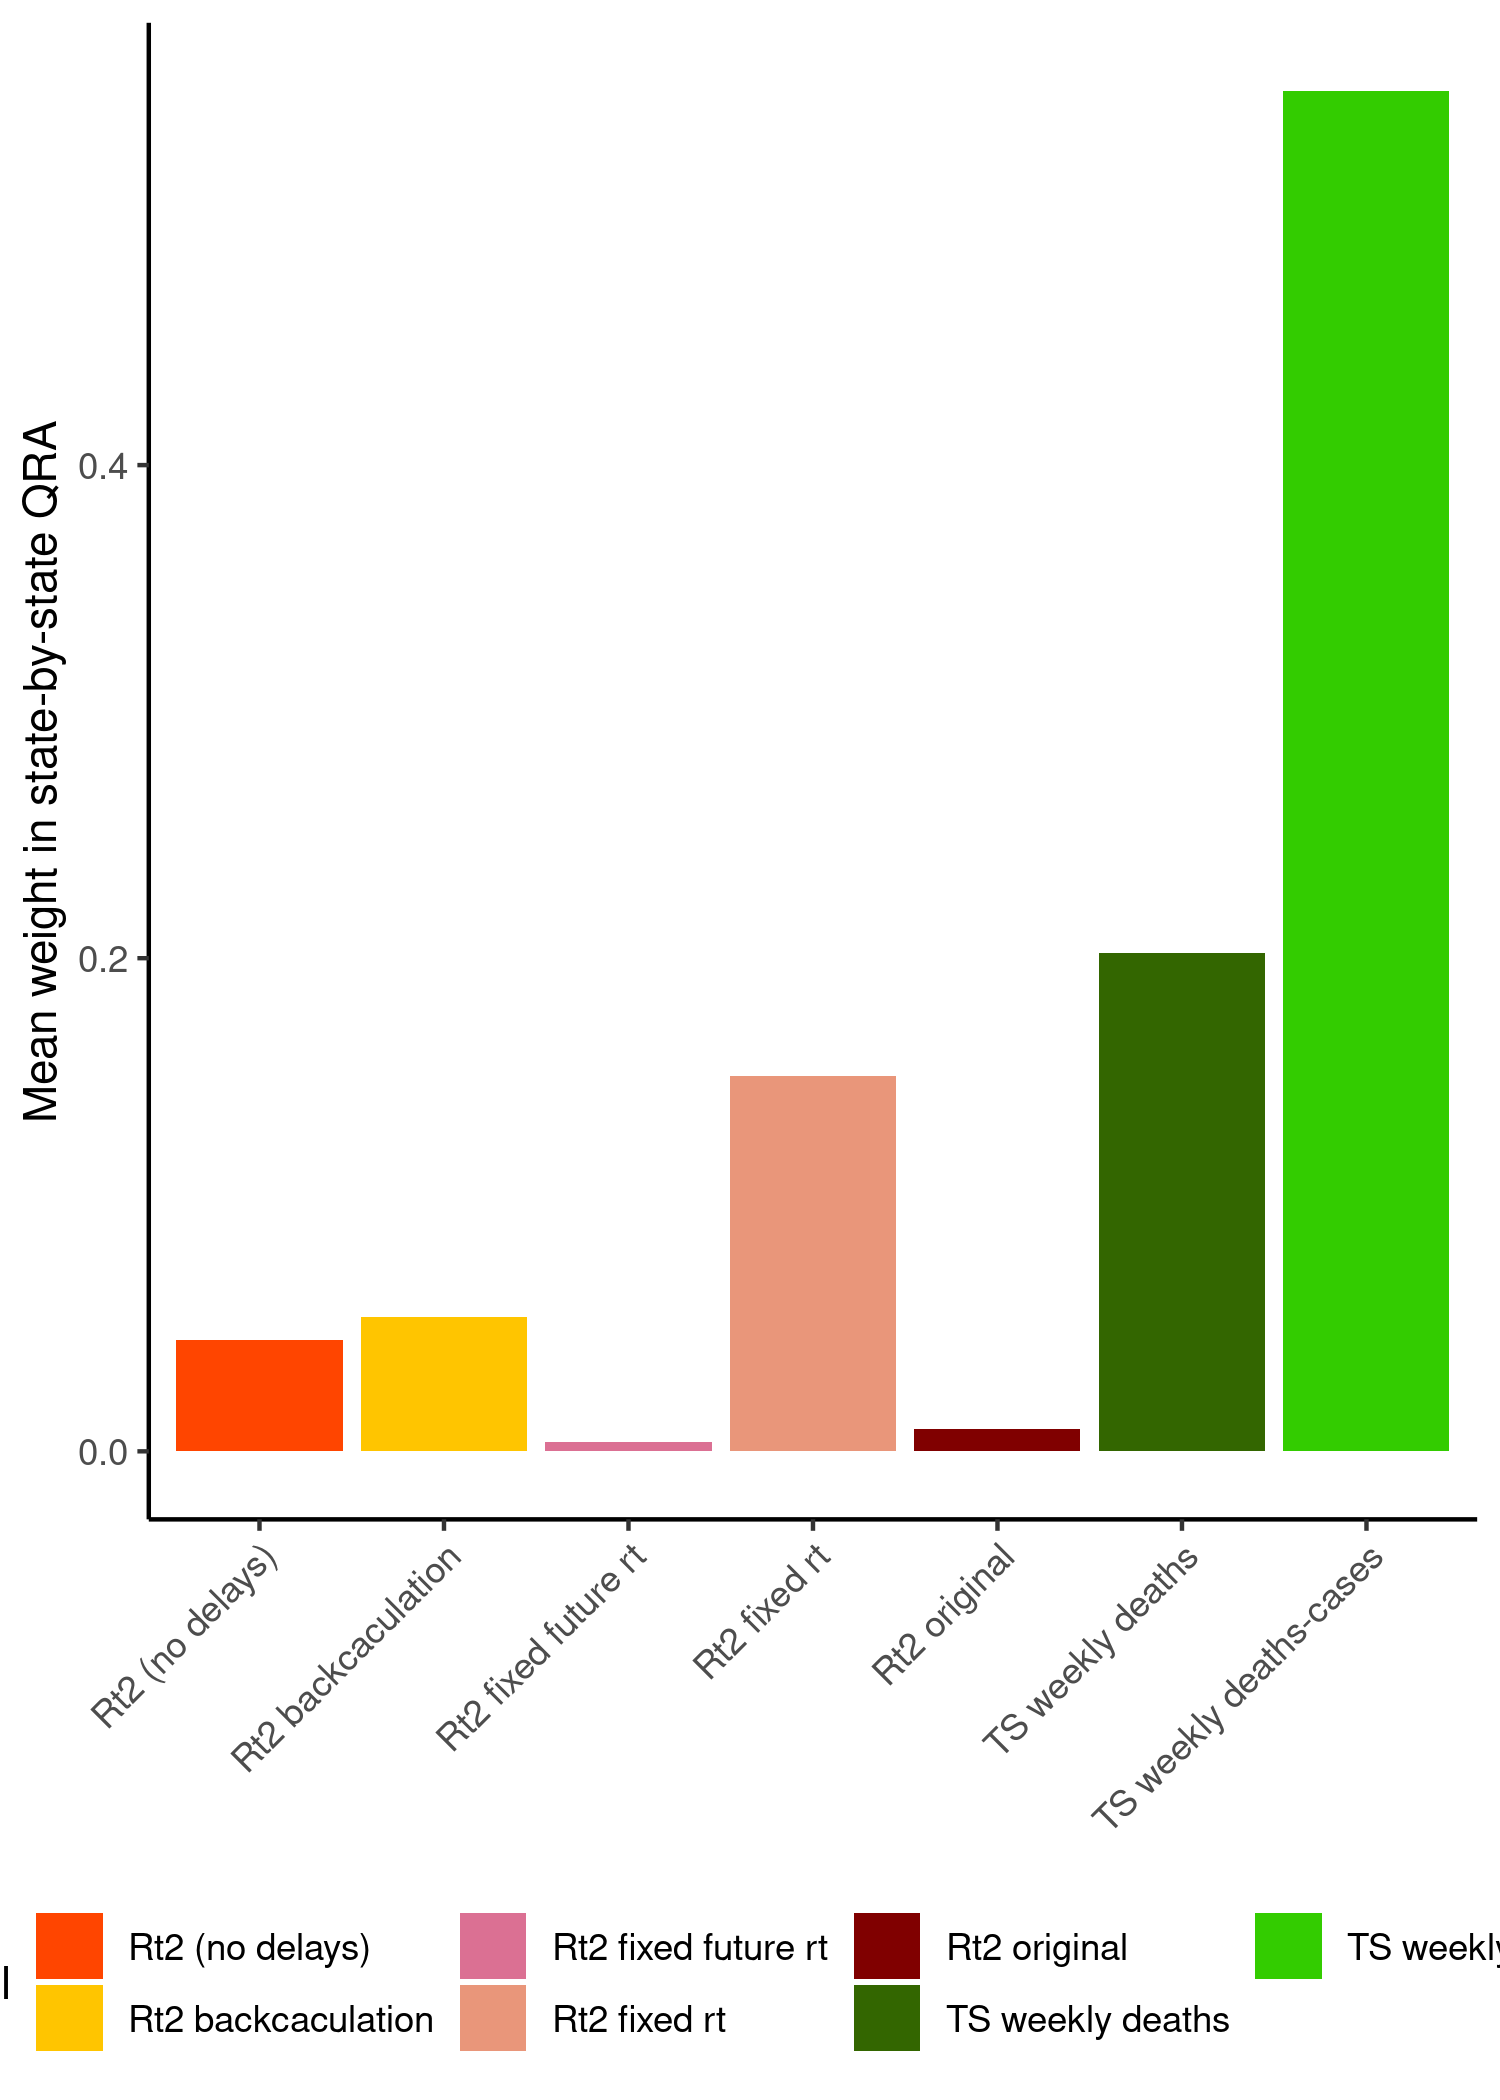 Mean weight in state-by-state QRA
0.4
0.2
0.0
Rt2 (no delays)
Rt2 backcaculation
Rt2 fixed future rt
Rt2 fixed rt
Rt2 original
TS weekly deaths
TS weekly deaths-cases
l
Rt2 (no delays)
Rt2 fixed future rt
Rt2 original
TS weekly
Rt2 backcaculation
Rt2 fixed rt
TS weekly deaths